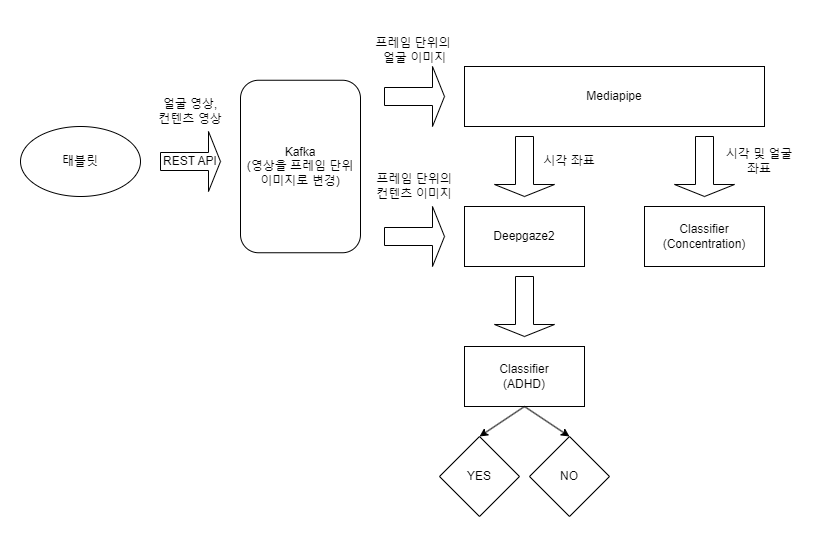 프레임 단위의
얼굴 이미지
Mediapipe
얼굴 영상,
컨텐츠 영상
REST API
태블릿
Kafka
(영상을 프레임 단위
이미지로 변경)
시각 좌표
시각 및 얼굴
좌표
프레임 단위의
컨텐츠 이미지
Deepgaze2
Classifier
(Concentration)
Classifier
(ADHD)
YES
NO